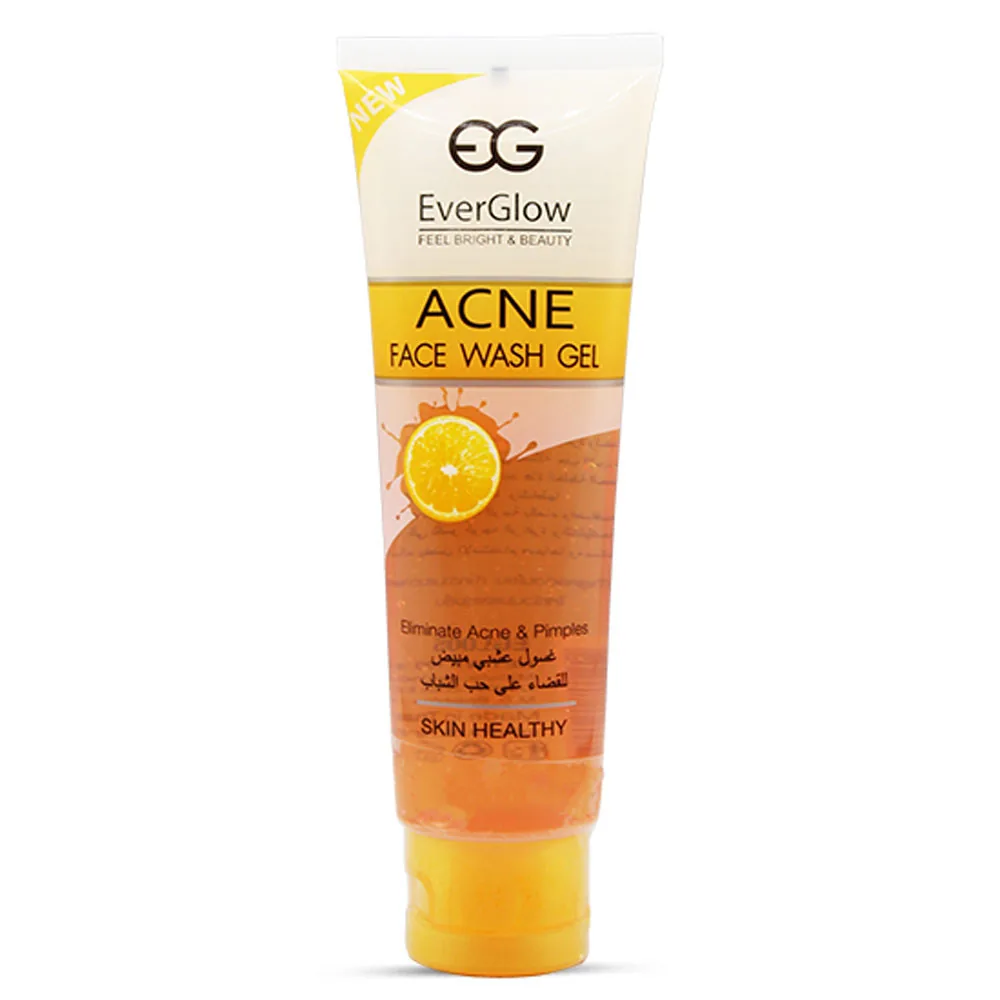 NEW
EG
EverGlow
FEEL BRIGHT & BEAUTY
ACNE
FACE WASH GEL
Eliminate Acne & Pimples
غسول عشبي مبيض
للقضاء على حب الشباب
SKIN HEALTHY